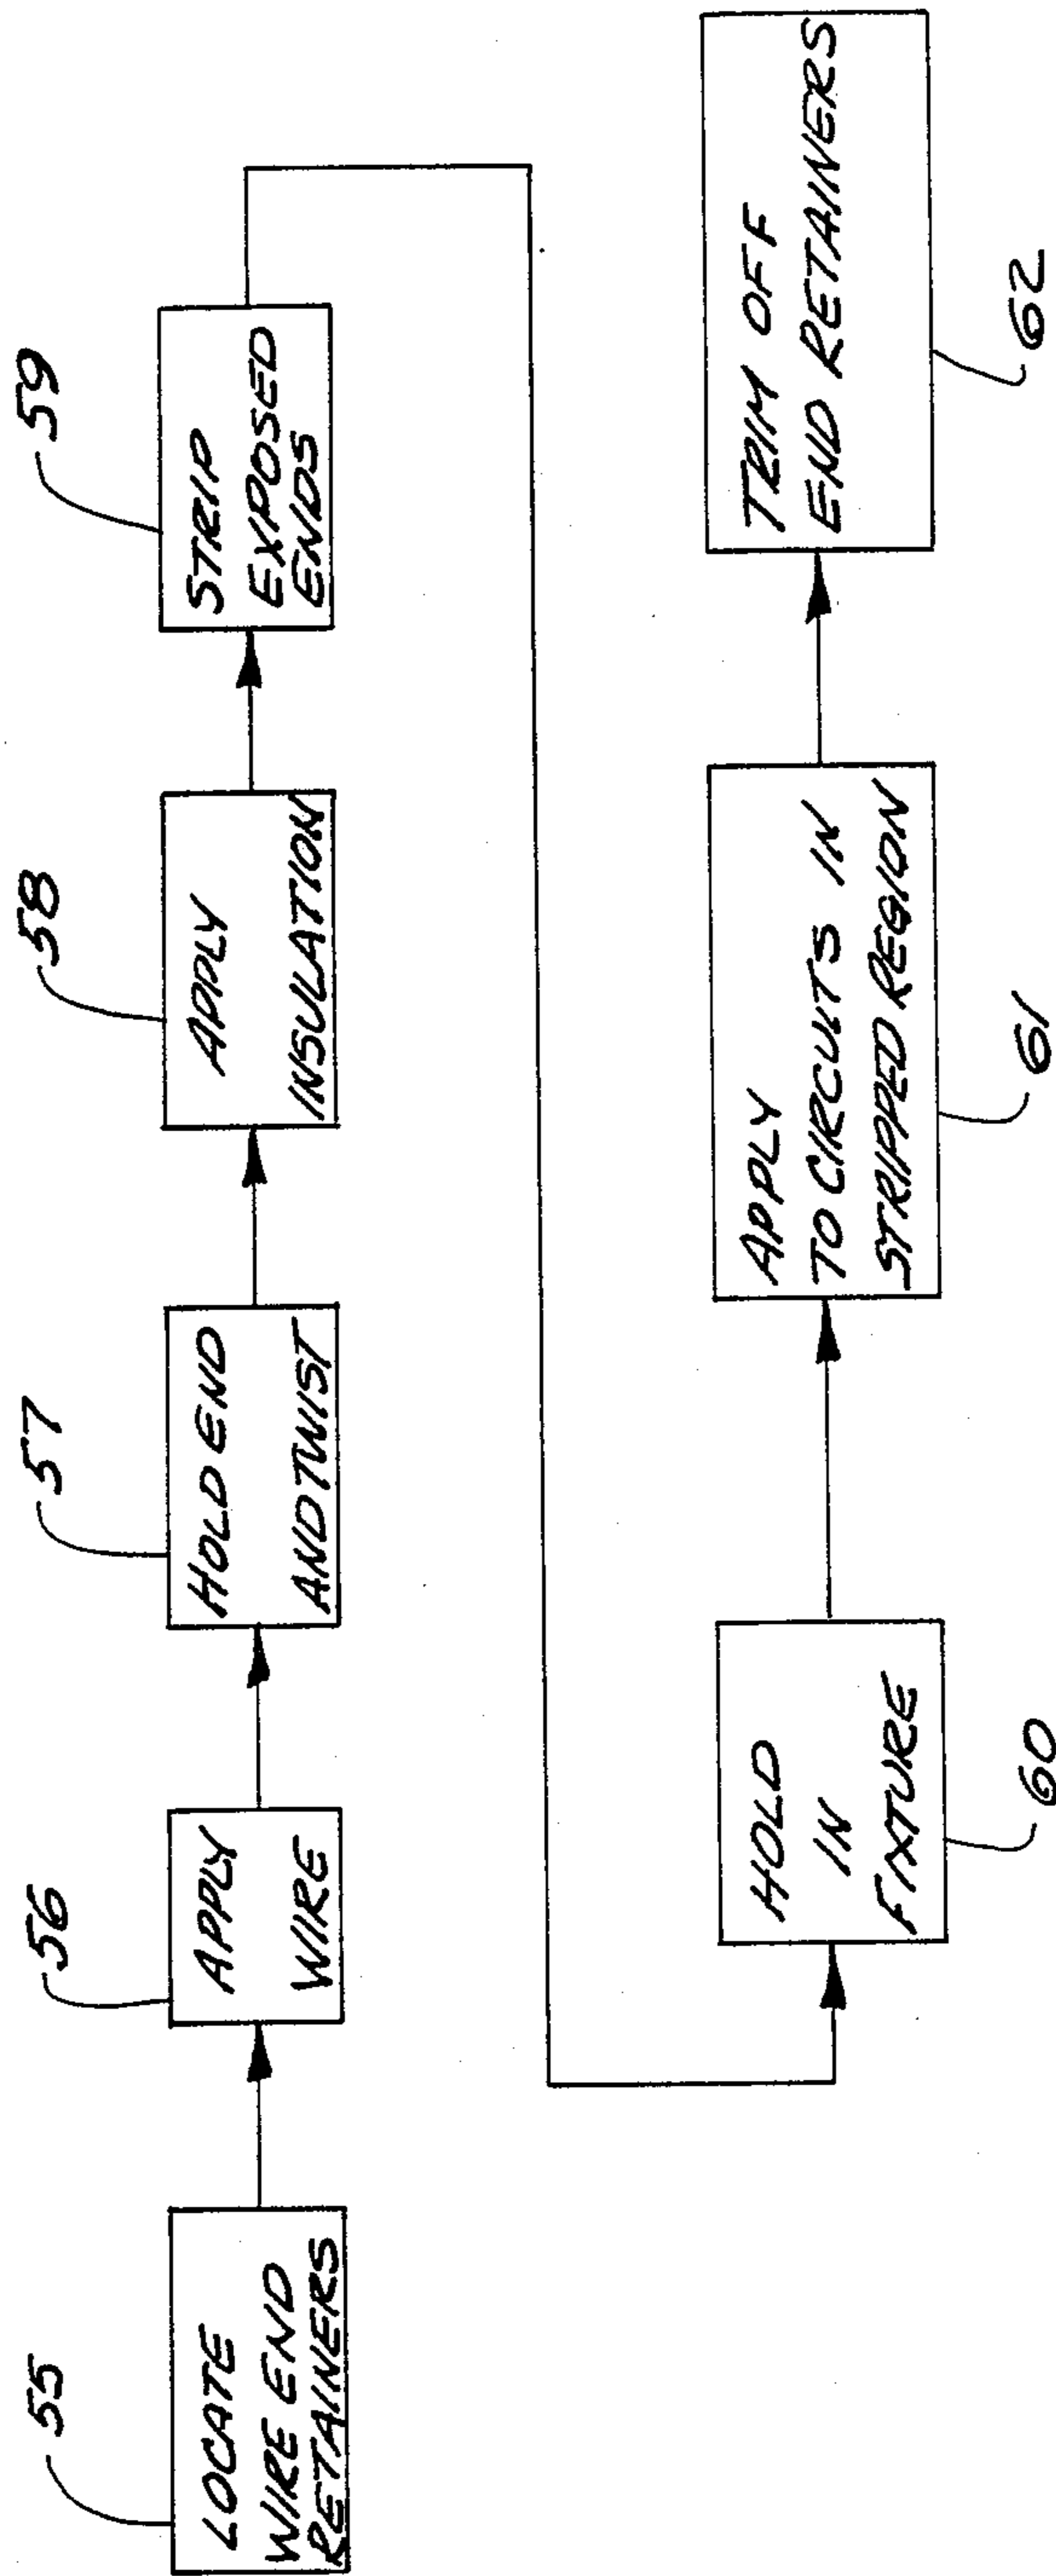 55
LOCATE
WIRE END
RETAINERS
56
APPLY
WIRE
57
HOLD END
AND TWIST
58
APPLY
INSULATION
59
STRIP
EXPOSED
ENDS
HOLD
IN
FIXTURE
60
APPLY
TO CIRCUITS IN
STRIPPED REGION
61
TRIM OFF
END RETAINERS
62